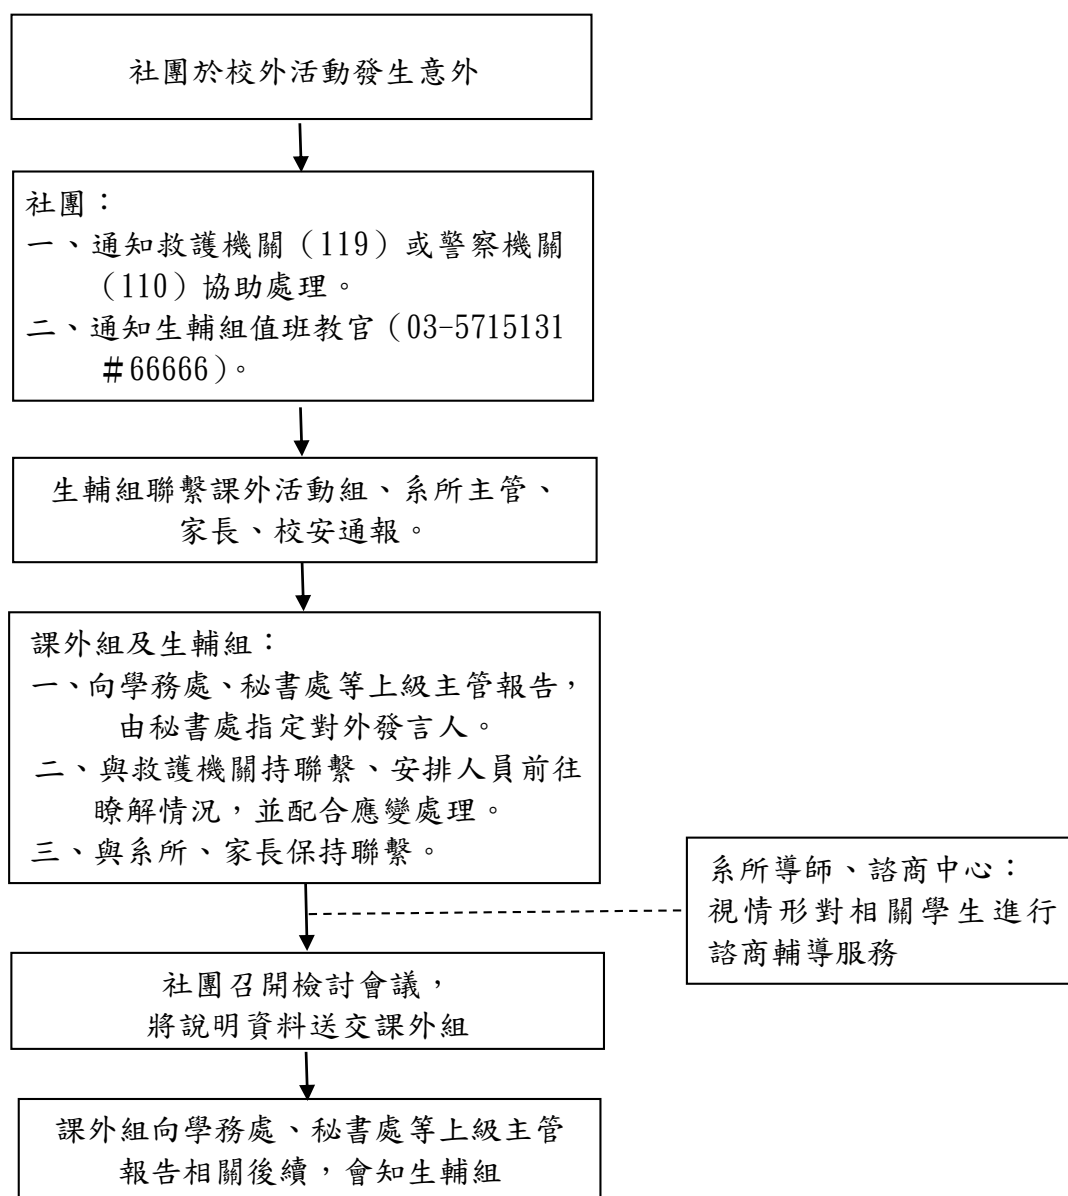 社團於校外活動發生意外
社團：
一、通知救護機關（119）或警察機關
（110）協助處理。
二、通知生輔組值班教官（03-5715131
＃66666）。
生輔組聯繫課外活動組、系所主管、
家長、校安通報。
課外組及生輔組：
一、向學務處、秘書處等上級主管報告，
由秘書處指定對外發言人。
二、與救護機關持聯繫、安排人員前往
瞭解情況，並配合應變處理。
三、與系所、家長保持聯繫。
系所導師、諮商中心：
視情形對相關學生進行
諮商輔導服務
社團召開檢討會議，
將說明資料送交課外組
課外組向學務處、秘書處等上級主管
報告相關後續，會知生輔組